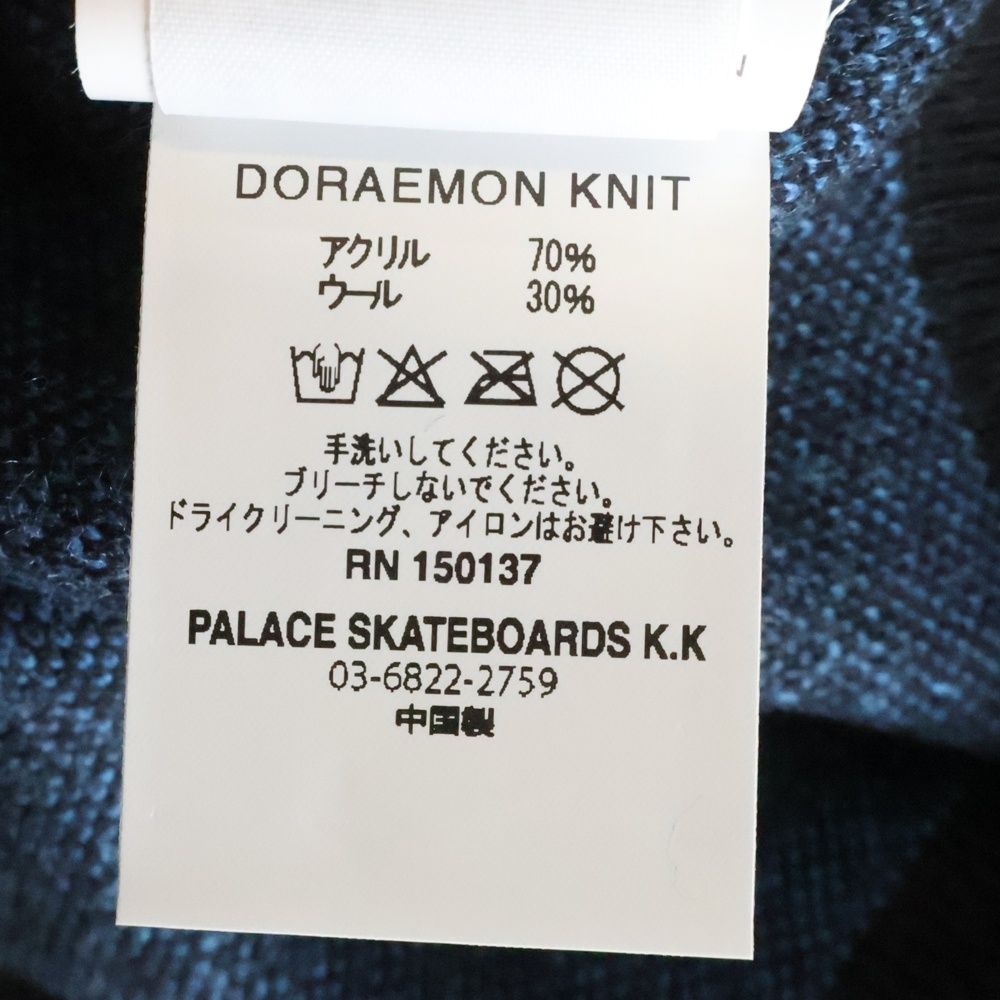 DORAEMON KNIT
アクリル 70%
ウール 30%
手洗いしてください。
ブリーチしないでください。
ドライクリーニング、アイロンはお避け下さい。
RN 150137
PALACE SKATEBOARDS K.K
03-6822-2759
中国製